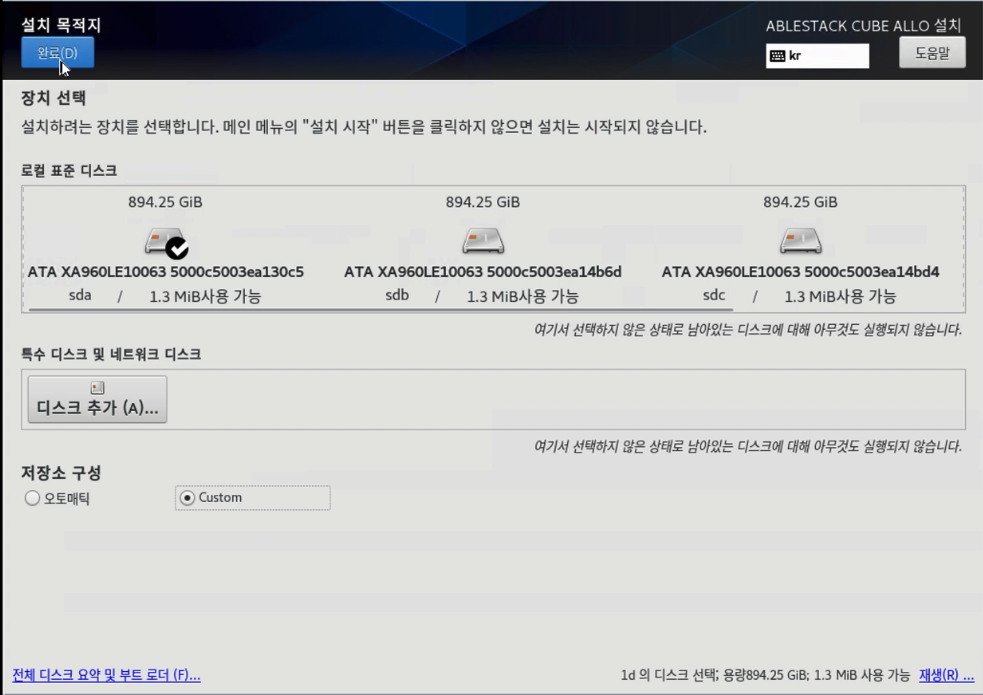 설치 목적지
ABLESTACK CUBE ALLO 설치
완료(D)
kr
도움말
장치 선택
설치하려는 장치를 선택합니다. 메인 메뉴의 "설치 시작" 버튼을 클릭하지 않으면 설치는 시작되지 않습니다.
로컬 표준 디스크
894.25 GiB
894.25 GiB
894.25 GiB
ATA XA960LE10063 5000c5003ea130c5
ATA XA960LE10063 5000c5003ea14b6d
ATA XA960LE10063 5000c5003ea14bd4
sda / 1.3 MiB사용 가능
sdb / 1.3 MiB사용 가능
sdc / 1.3 MiB사용 가능
여기서 선택하지 않은 상태로 남아있는 디스크에 대해 아무것도 실행되지 않습니다.
특수 디스크 및 네트워크 디스크
디스크 추가 (A)...
여기서 선택하지 않은 상태로 남아있는 디스크에 대해 아무것도 실행되지 않습니다.
저장소 구성
오토매틱
Custom
전체 디스크 요약 및 부트 로더 (F)...
1d 의 디스크 선택; 용량894.25 GiB; 1.3 MiB 사용 가능
재생(R) ...